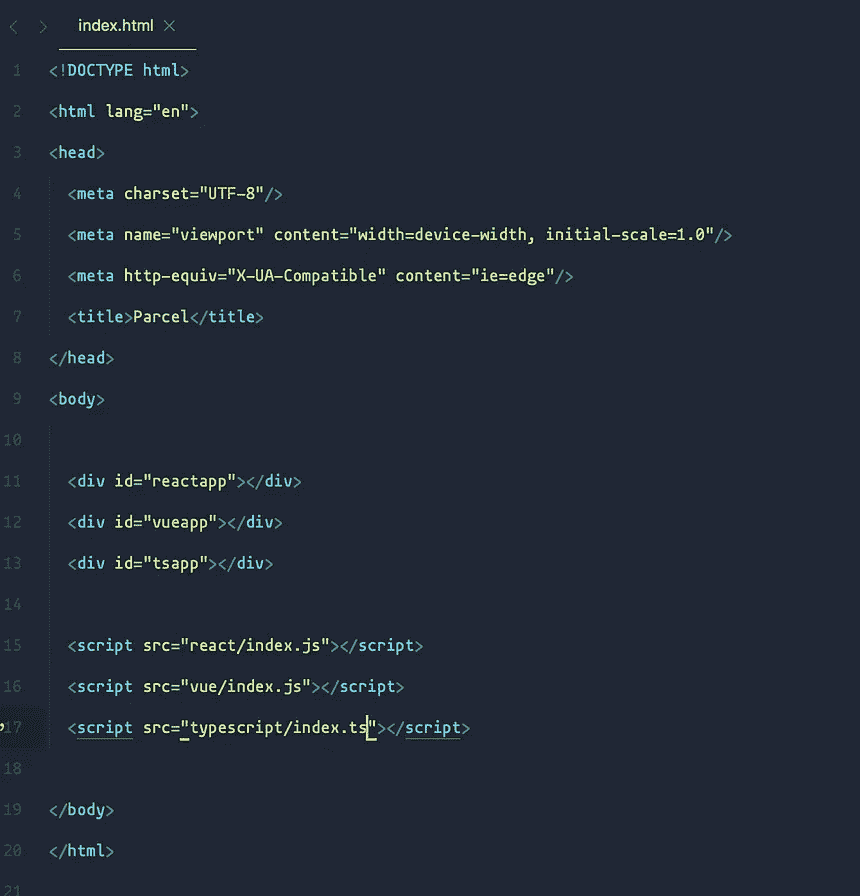 index.html
1 <!DOCTYPE html>
2 <html lang="en">
3 <head>
4 <meta charset="UTF-8"/>
5 <meta name="viewport" content="width=device-width, initial-scale=1.0"/>
6 <meta http-equiv="X-UA-Compatible" content="ie=edge"/>
7 <title>Parcel</title>
8 </head>
9 <body>
10
11 <div id="reactapp"></div>
12 <div id="vueapp"></div>
13 <div id="tsapp"></div>
14
15 <script src="react/index.js"></script>
16 <script src="vue/index.js"></script>
17 <script src="typescript/index.ts"></script>
18
19 </body>
20 </html>
21